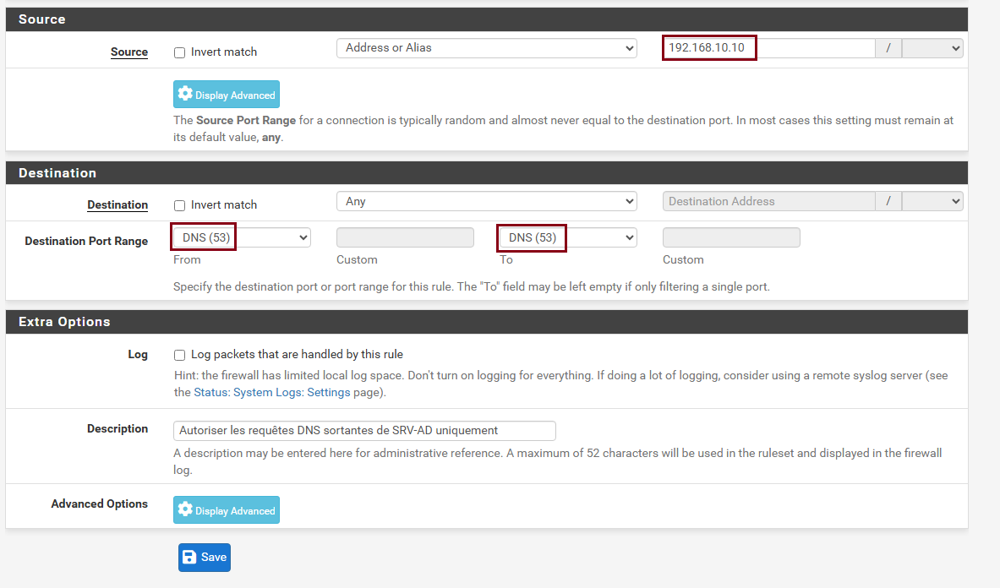 Source
Source Invert match Address or Alias 192.168.10.10 /
Display Advanced
The Source Port Range for a connection is typically random and almost never equal to the destination port. In most cases this setting must remain at
its default value, any.
Destination
Destination Invert match Any Destination Address /
Destination Port Range DNS (53) DNS (53)
From Custom To Custom
Specify the destination port or port range for this rule. The "To" field may be left empty if only filtering a single port.
Extra Options
Log Log packets that are handled by this rule
Hint: the firewall has limited local log space. Don't turn on logging for everything. If doing a lot of logging, consider using a remote syslog server (see
the Status: System Logs: Settings page).
Description Autoriser les requêtes DNS sortantes de SRV-AD uniquement
A description may be entered here for administrative reference. A maximum of 52 characters will be used in the ruleset and displayed in the firewall
log.
Advanced Options Display Advanced
Save